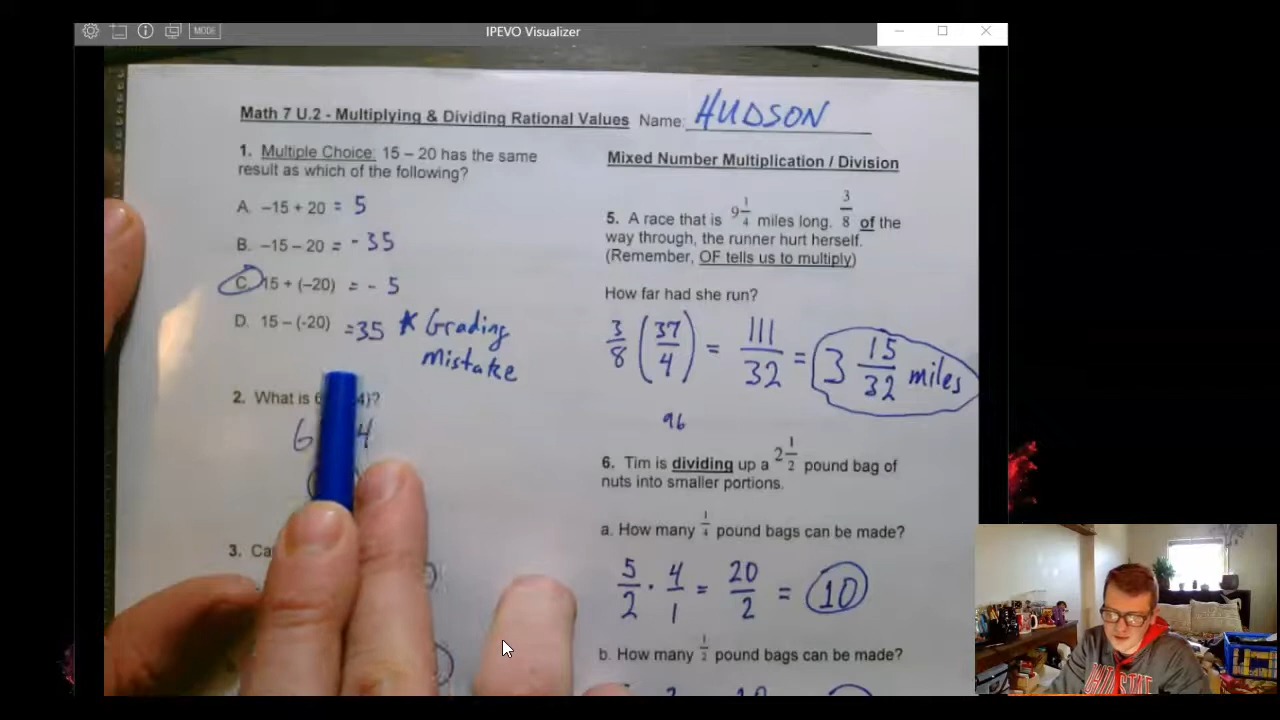 MODE
IPEVO Visualizer
Math 7 U.2 - Multiplying & Dividing Rational Values Name: HUDSON
1. Multiple Choice: 15 – 20 has the same
result as which of the following?
A. –15 + 20 = 5
B. –15 – 20 = -35
C. 15 + (–20) = - 5
D. 15 – (-20) =35 * Grading
mistake
2. What is 6 4)?
6 4
3. Ca
Mixed Number Multiplication / Division
5. A race that is 9 1/4 miles long. 3/8 of the
way through, the runner hurt herself.
(Remember, OF tells us to multiply)
How far had she run?
3/8 (37/4) = 111/32 = 3 15/32 miles
96
6. Tim is dividing up a 2 1/2 pound bag of
nuts into smaller portions.
a. How many 1/4 pound bags can be made?
5/2 · 4/1 = 20/2 = 10
b. How many 1/2 pound bags can be made?